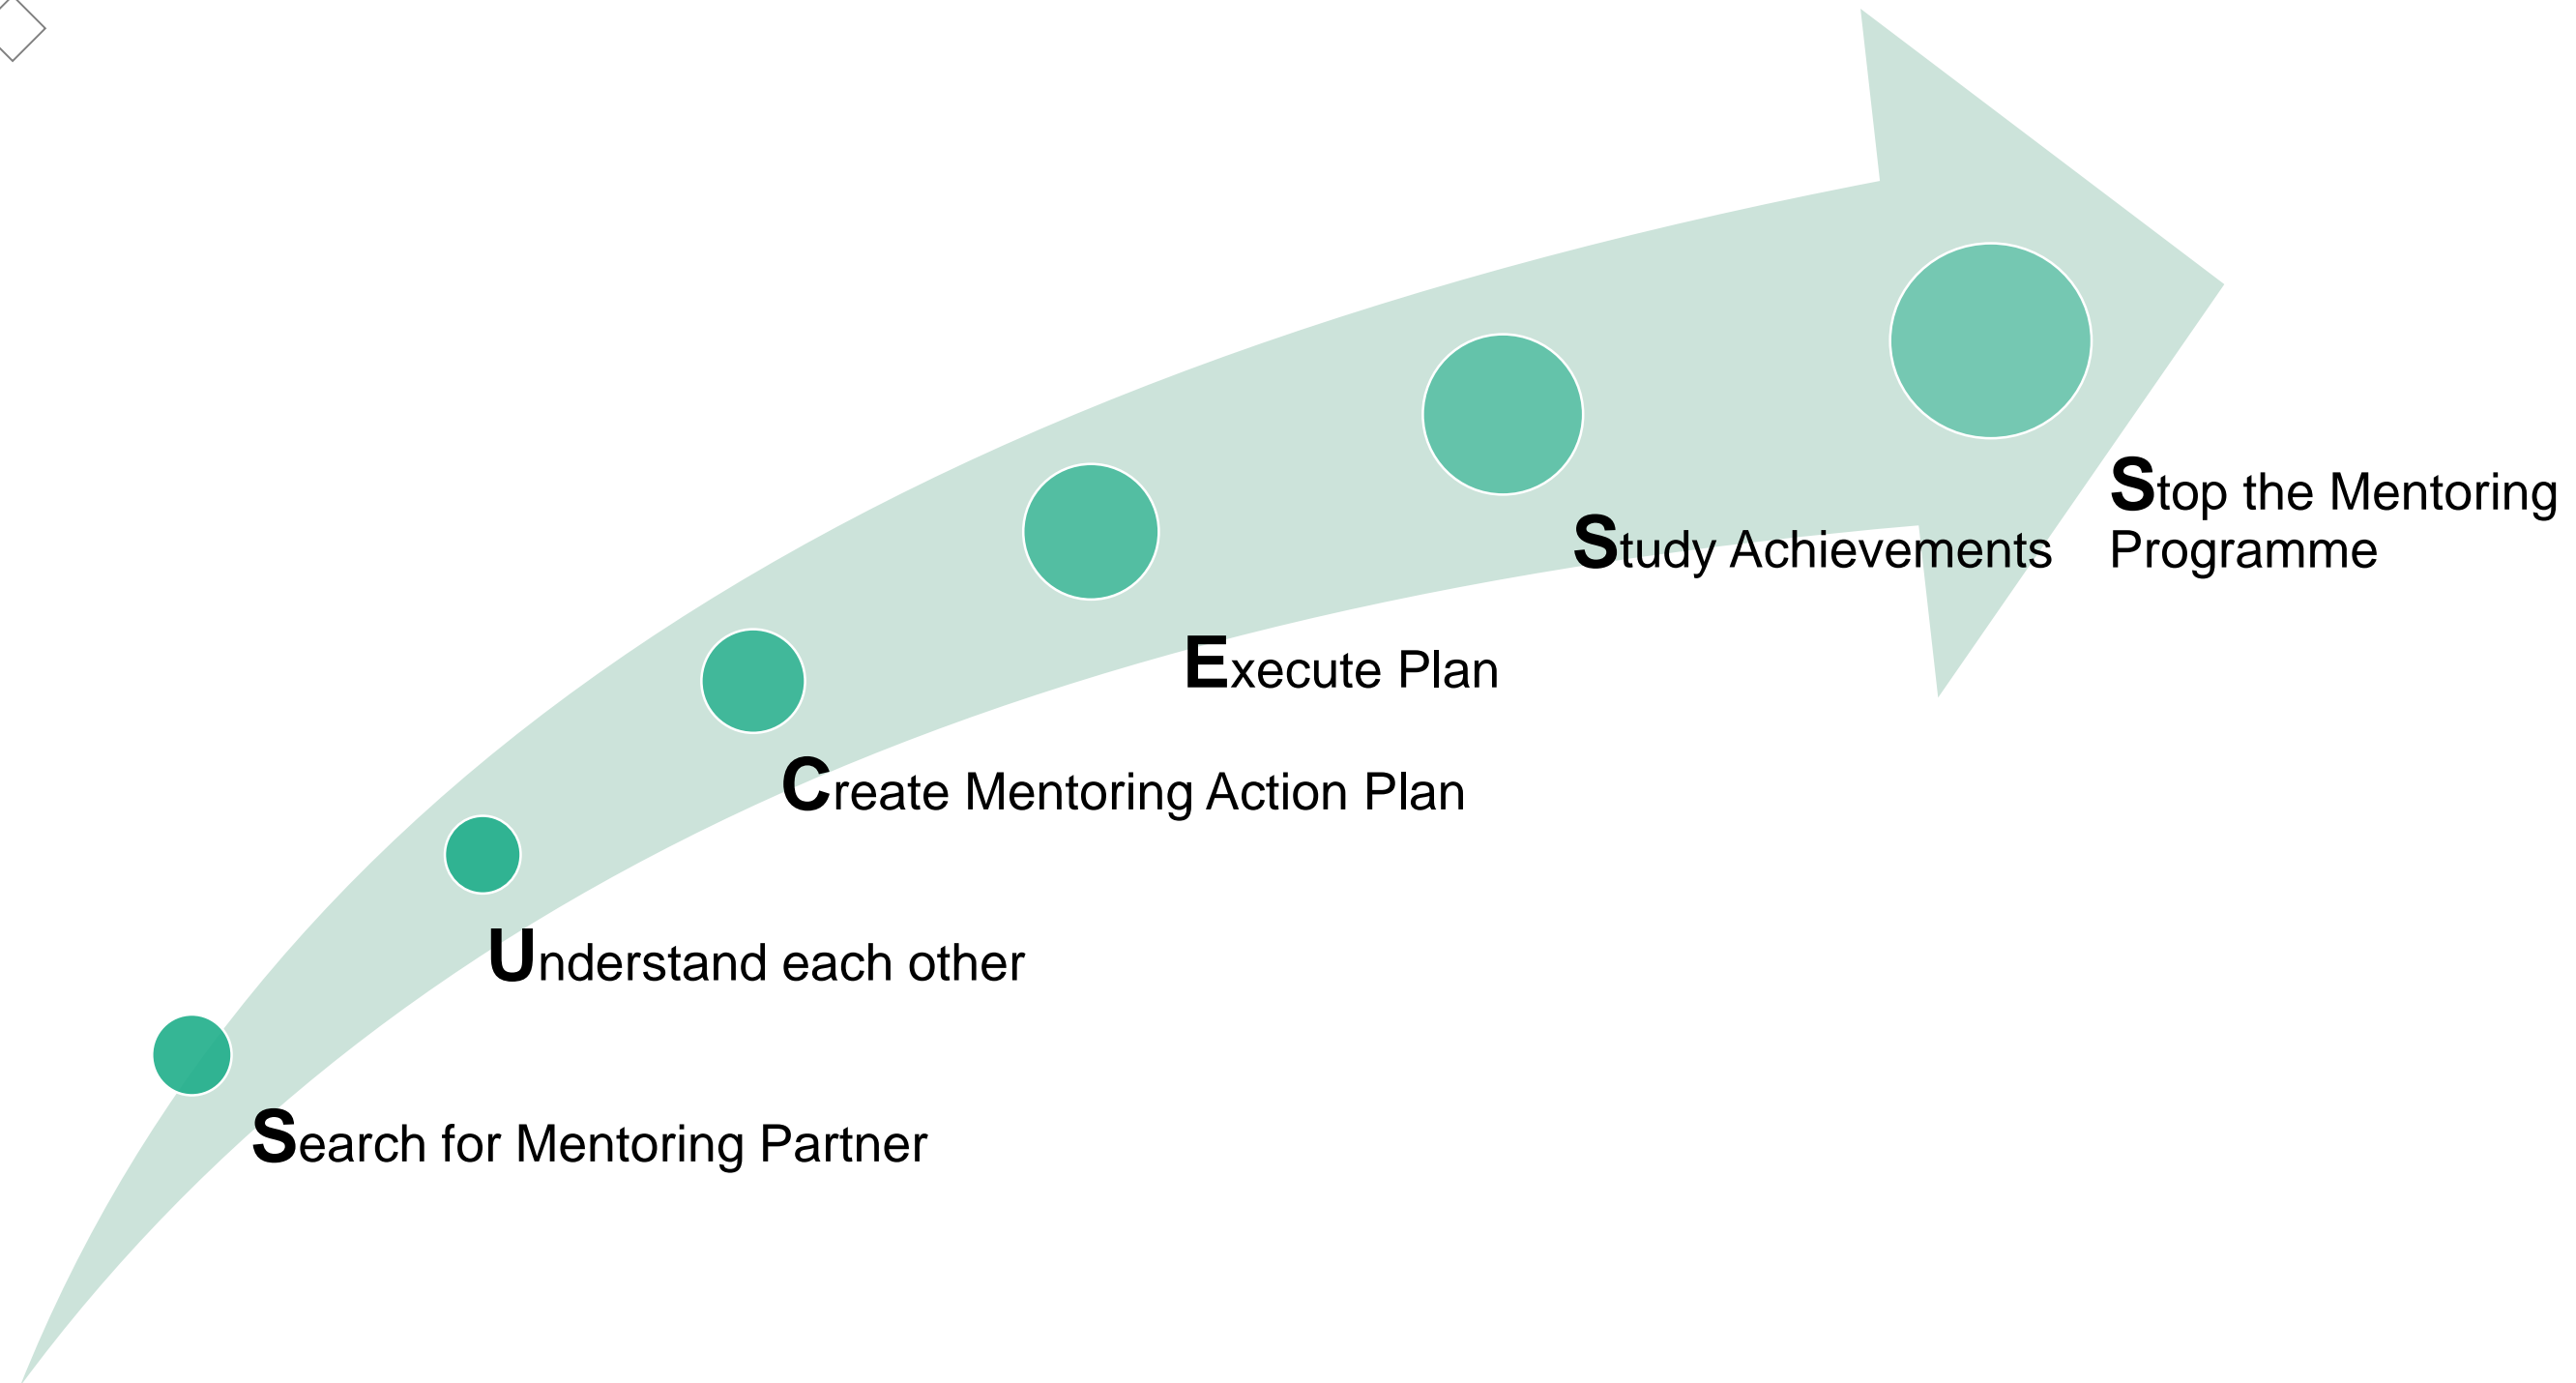 Search for Mentoring Partner
Understand each other
Create Mentoring Action Plan
Execute Plan
Study Achievements
Stop the Mentoring
Programme